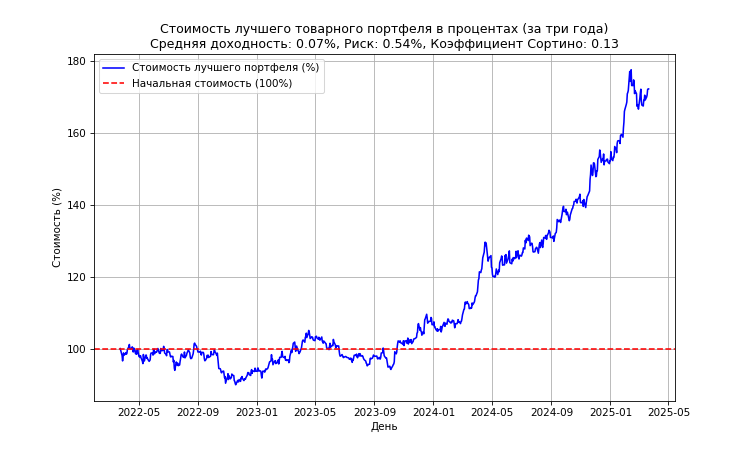 Стоимость лучшего товарного портфеля в процентах (за три года)
Средняя доходность: 0.07%, Риск: 0.54%, Коэффициент Сортино: 0.13
Стоимость лучшего портфеля (%)
Начальная стоимость (100%)
180
160
140
120
100
Стоимость (%)
2022-05
2022-09
2023-01
2023-05
2023-09
2024-01
2024-05
2024-09
2025-01
2025-05
День